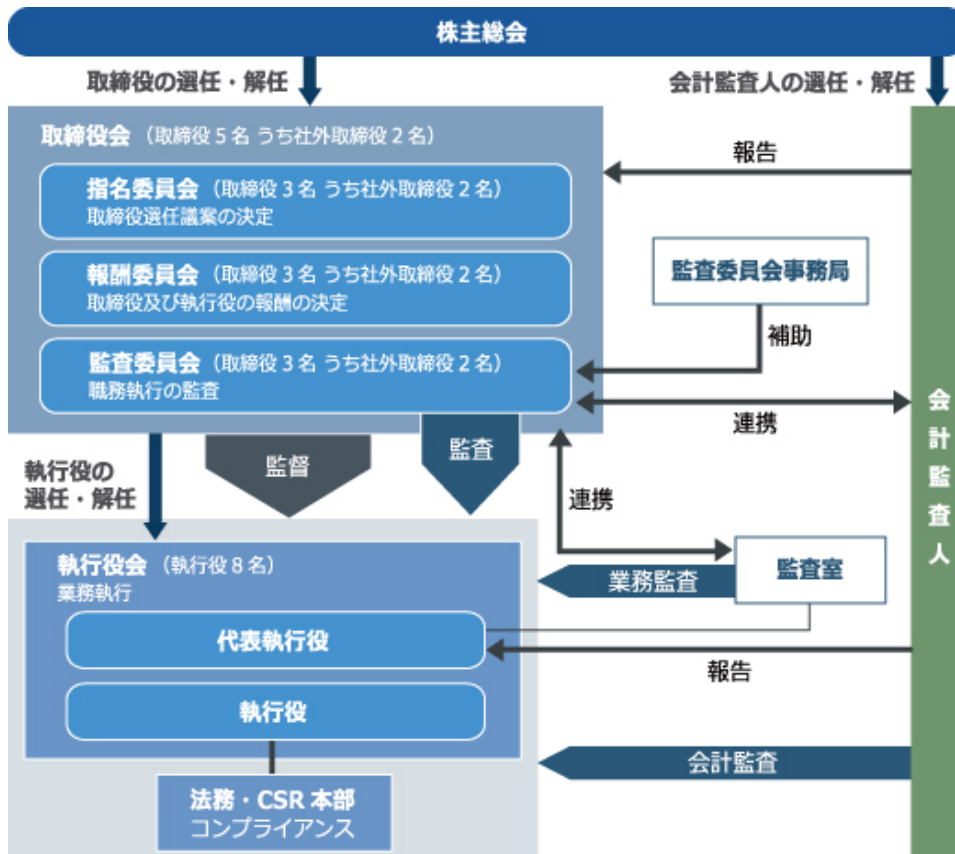 株主総会
取締役の選任・解任
会計監査人の選任・解任
取締役会（取締役5名 うち社外取締役2名）
報告
指名委員会（取締役3名 うち社外取締役2名）
取締役選任議案の決定
監査委員会事務局
報酬委員会（取締役3名 うち社外取締役2名）
取締役及び執行役の報酬の決定
補助
監査委員会（取締役3名 うち社外取締役2名）
職務執行の監査
連携
会計監査人
監督
監査
執行役の
選任・解任
連携
執行役会（執行役8名）
業務執行
業務監査
監査室
代表執行役
報告
執行役
会計監査
法務・CSR本部
コンプライアンス